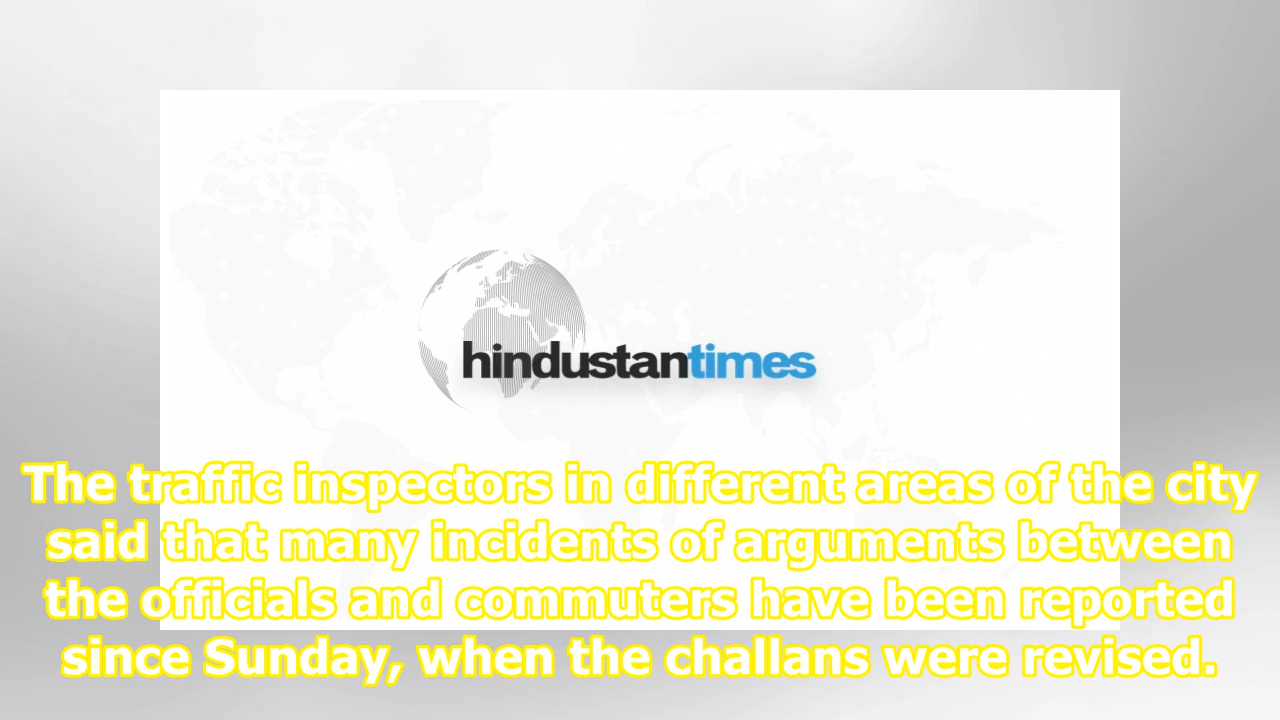 hindustantimes
The traffic inspectors in different areas of the city
said that many incidents of arguments between
the officials and commuters have been reported
since Sunday, when the challans were revised.